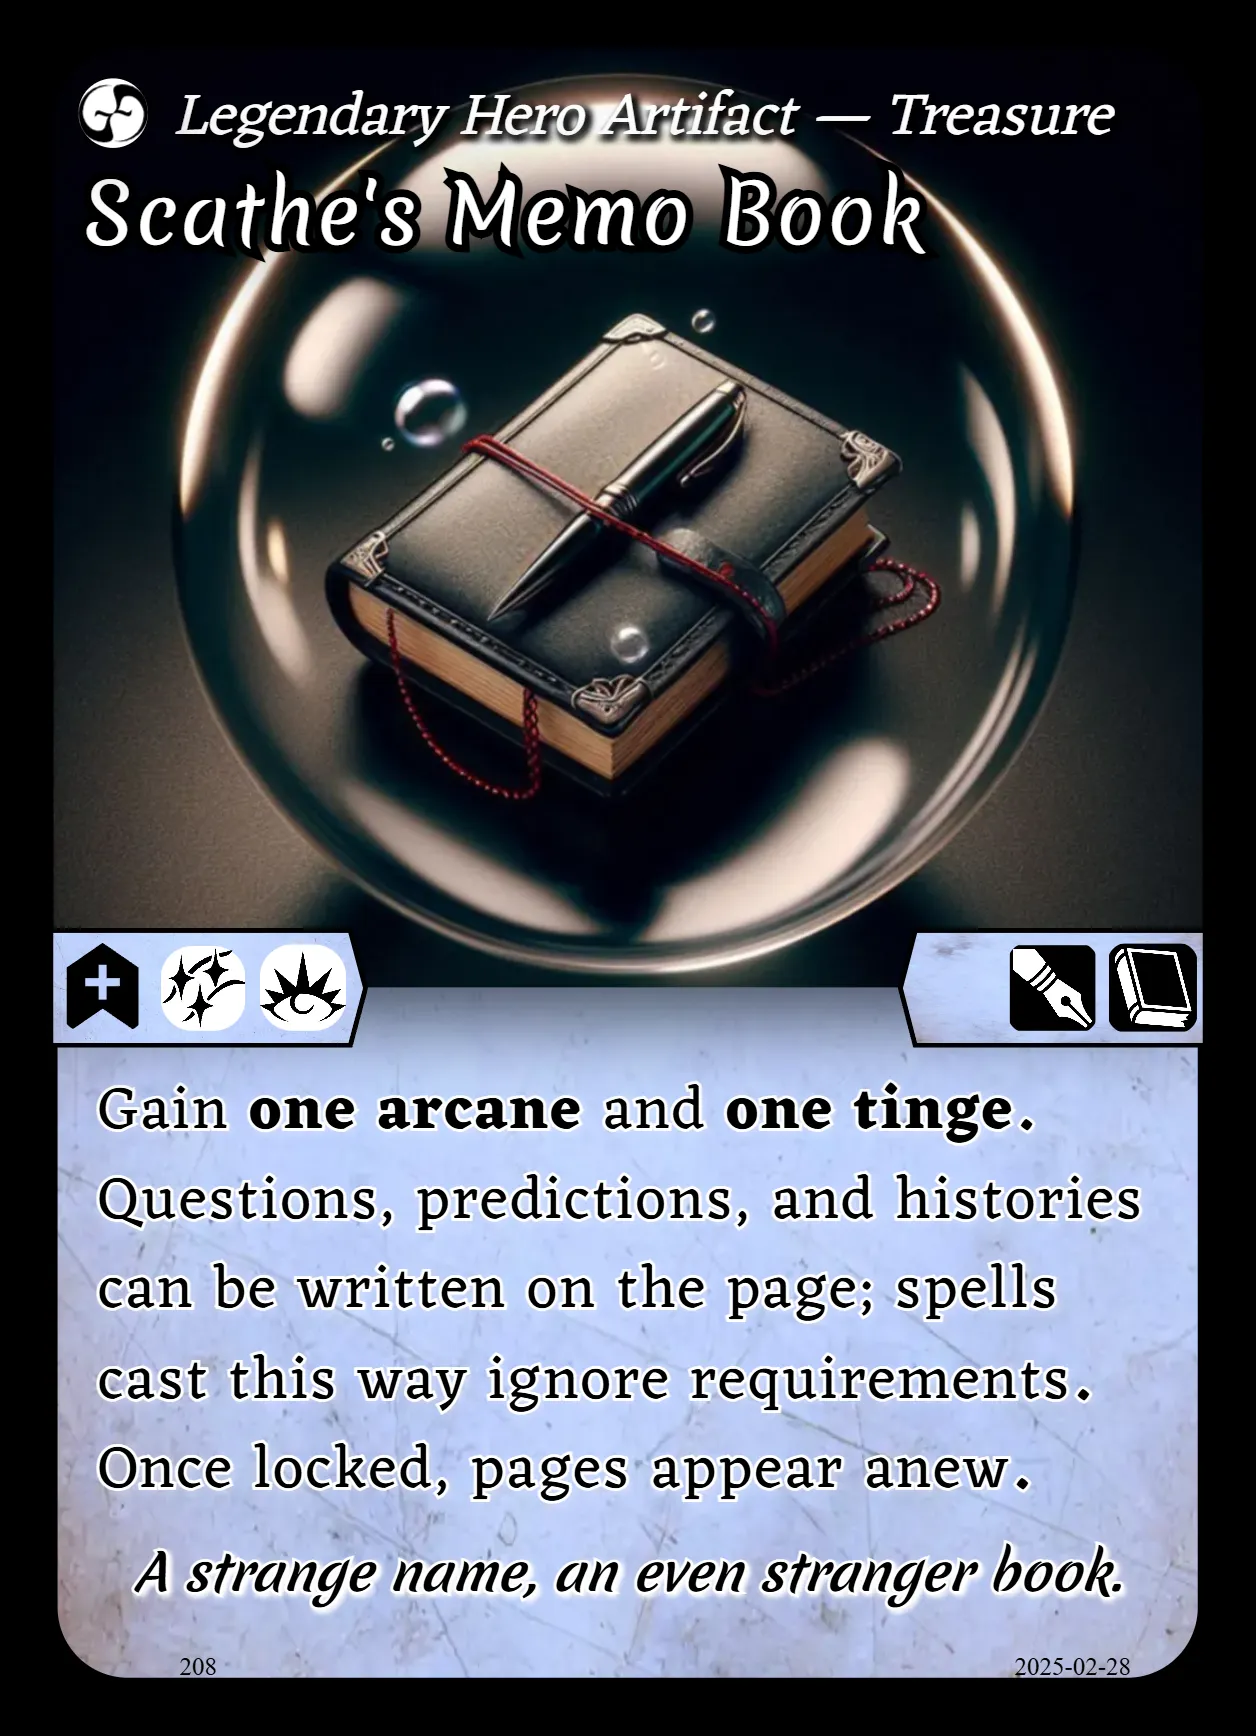 Legendary Hero Artifact — Treasure
Scathe's Memo Book
Gain one arcane and one tinge.
Questions, predictions, and histories
can be written on the page; spells
cast this way ignore requirements.
Once locked, pages appear anew.
A strange name, an even stranger book.
208
2025-02-28